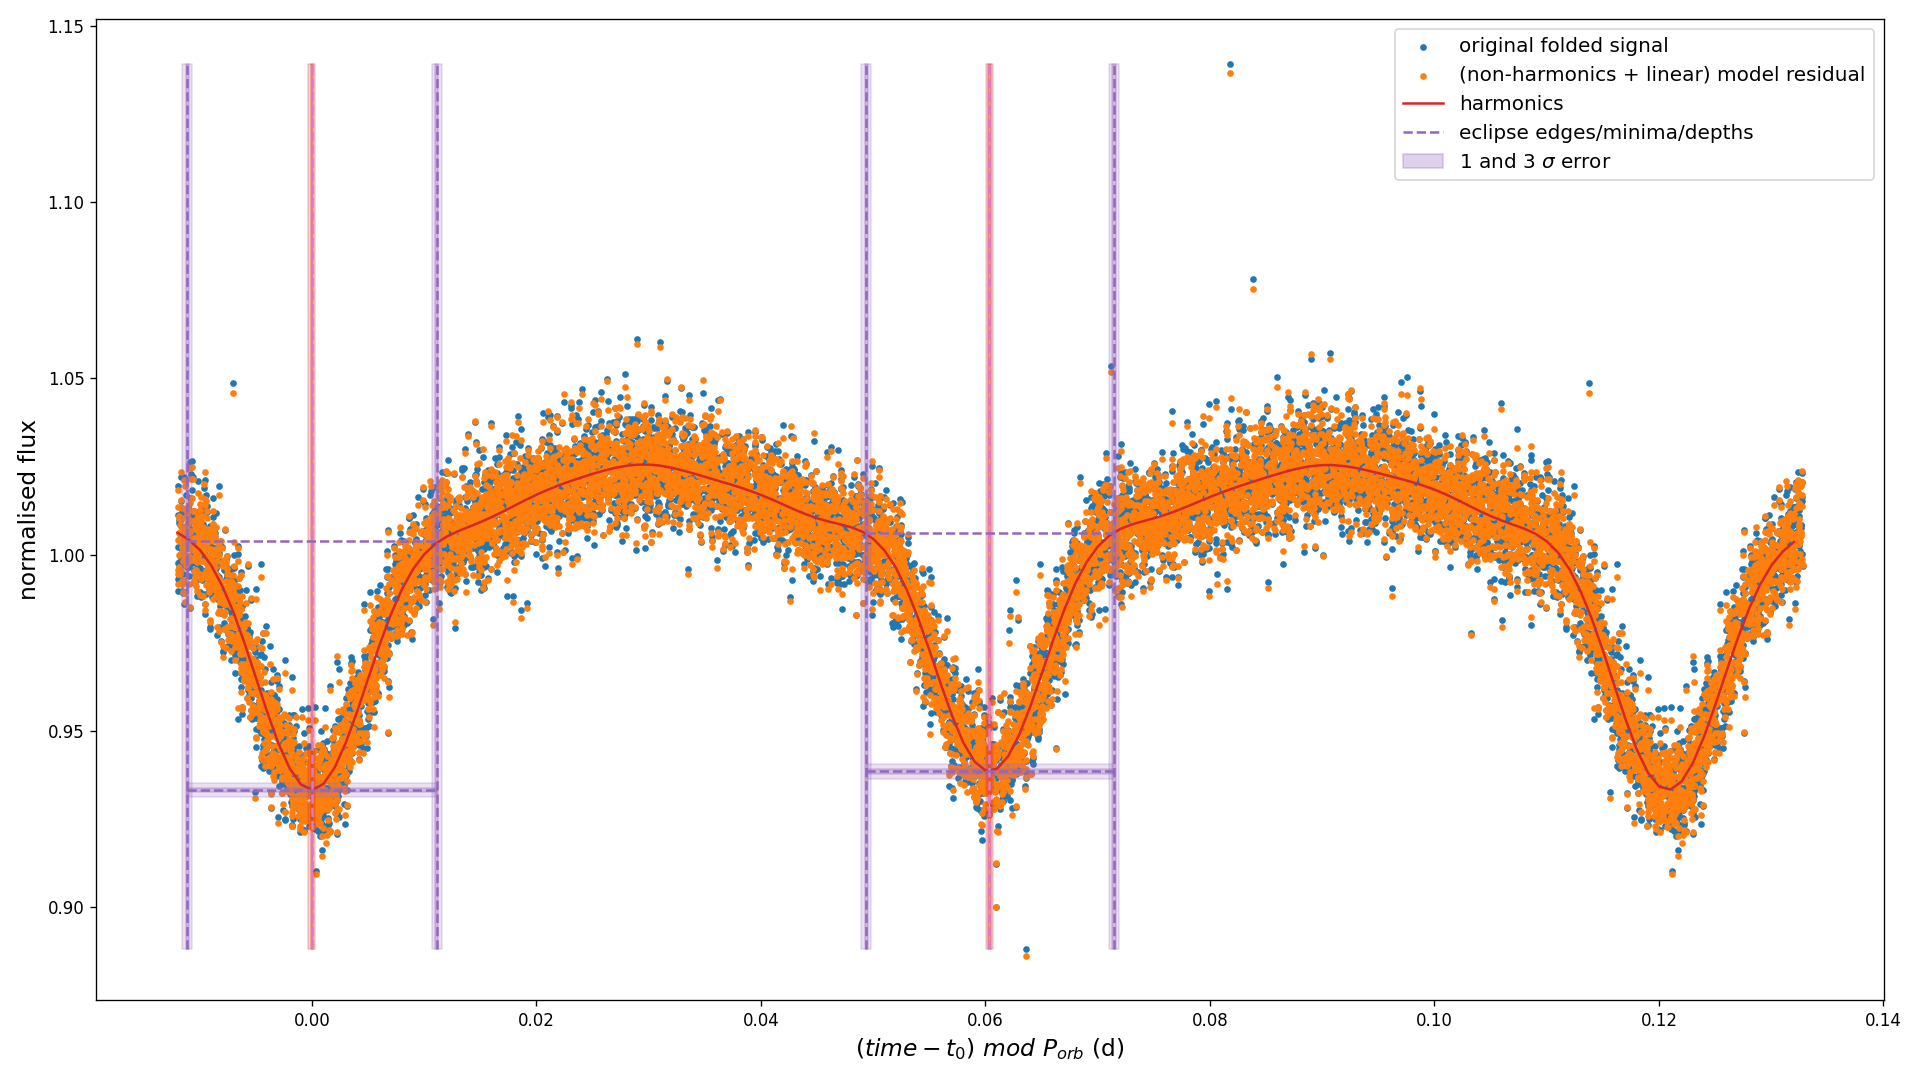 original folded signal
(non-harmonics + linear) model residual
harmonics
eclipse edges/minima/depths
1 and 3 σ error
normalised flux
1.15
1.10
1.05
1.00
0.95
0.90
0.00 0.02 0.04 0.06 0.08 0.10 0.12 0.14
(time − t₀) mod Pₒᵣb (d)